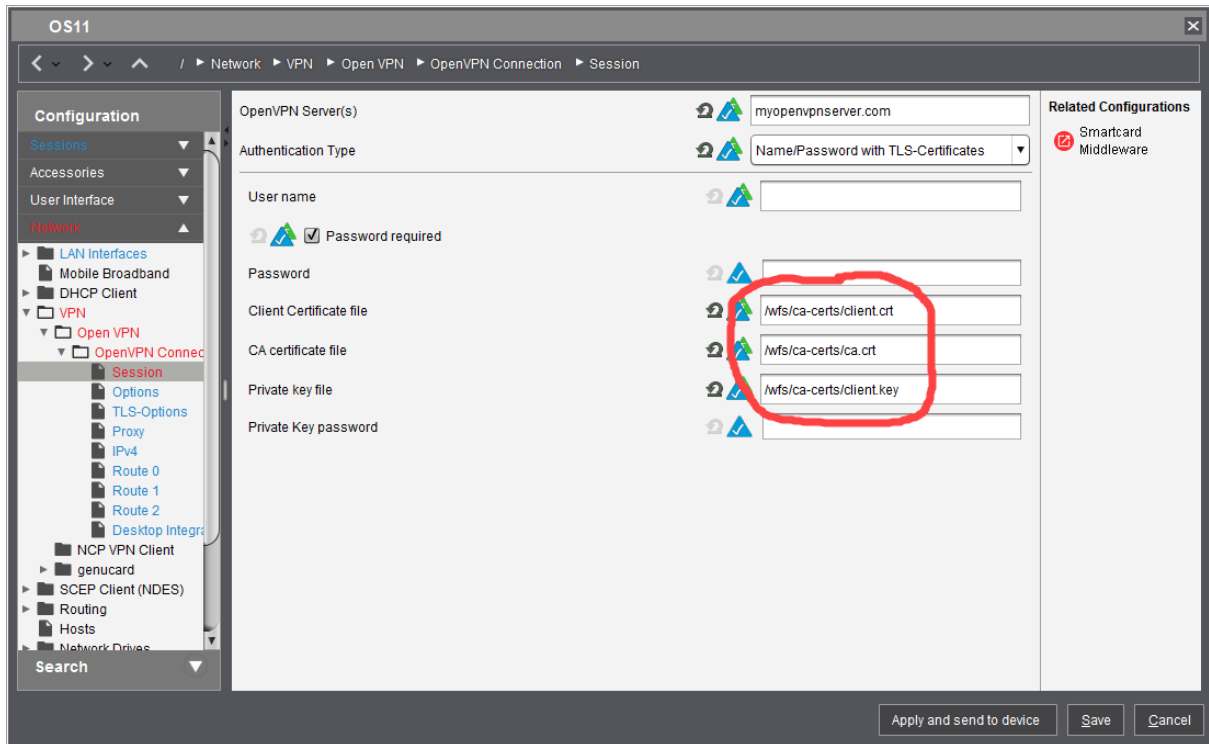 OS11
/ Network VPN Open VPN OpenVPN Connection Session
Configuration
Sessions
Accessories
User Interface
Network
LAN Interfaces
Mobile Broadband
DHCP Client
VPN
Open VPN
OpenVPN Connec
Session
Options
TLS-Options
Proxy
IPv4
Route 0
Route 1
Route 2
Desktop Integra
NCP VPN Client
genucard
SCEP Client (NDES)
Routing
Hosts
Network Drives
Search
OpenVPN Server(s) myopenvpnserver.com
Authentication Type Name/Password with TLS-Certificates
User name
Password required
Password
Client Certificate file /wfs/ca-certs/client.crt
CA certificate file /wfs/ca-certs/ca.crt
Private key file /wfs/ca-certs/client.key
Private Key password
Related Configurations
Smartcard
Middleware
Apply and send to device Save Cancel